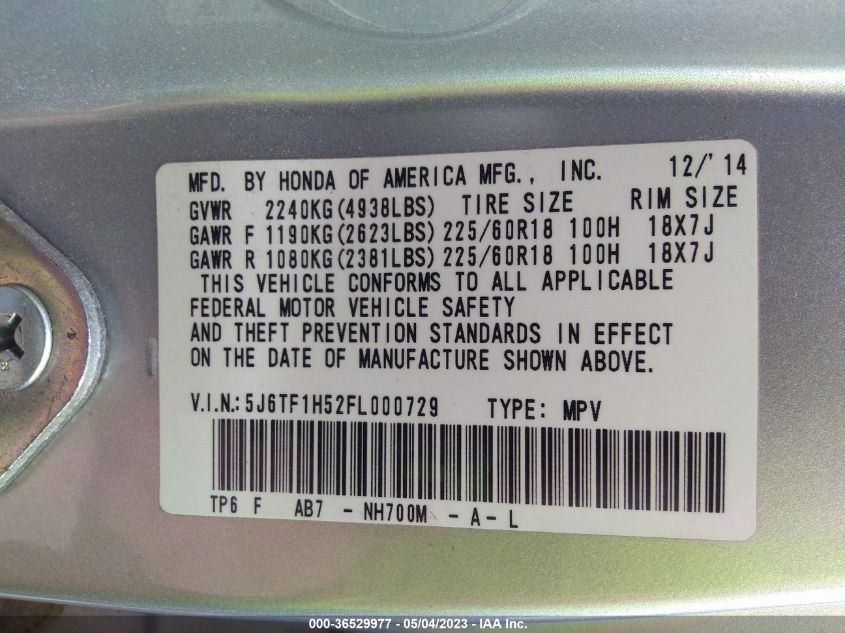 MFD. BY HONDA OF AMERICA MFG., INC. 12/'14
GVWR 2240KG(4938LBS) TIRE SIZE RIM SIZE
GAWR F 1190KG(2623LBS) 225/60R18 100H 18X7J
GAWR R 1080KG(2381LBS) 225/60R18 100H 18X7J
THIS VEHICLE CONFORMS TO ALL APPLICABLE
FEDERAL MOTOR VEHICLE SAFETY
AND THEFT PREVENTION STANDARDS IN EFFECT
ON THE DATE OF MANUFACTURE SHOWN ABOVE.
V.I.N.: 5J6TF1H52FL000729 TYPE: MPV
TP6 F AB7 - NH700M - A - L
000-36529977 - 05/04/2023 - IAA Inc.